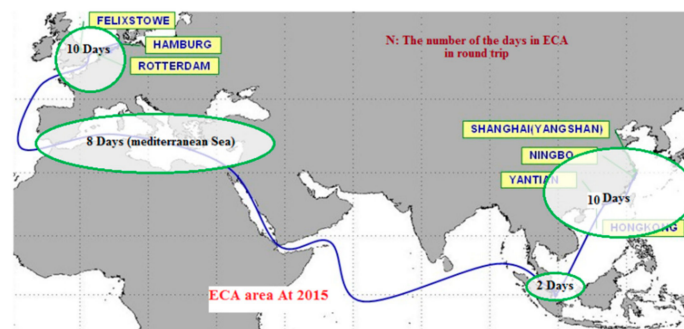 FELIXSTOWE
10 Days
HAMBURG
ROTTERDAM
N: The number of the days in ECA
in round trip
8 Days (mediterranean Sea)
SHANGHAI(YANGSHAN)
NINGBO
YANTIAN
10 Days
HONGKONG
2 Days
ECA area At 2015